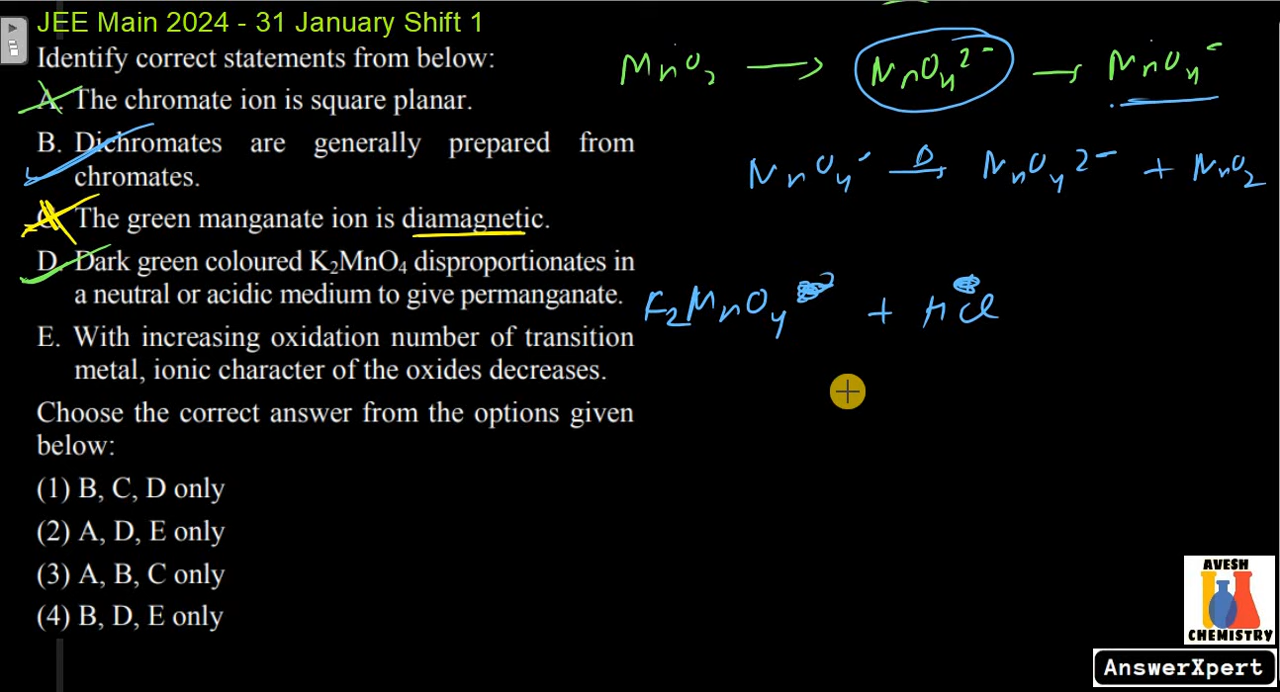 JEE Main 2024 - 31 January Shift 1
Identify correct statements from below:
A. The chromate ion is square planar.
B. Dichromates are generally prepared from
chromates.
C. The green manganate ion is diamagnetic.
D. Dark green coloured K₂MnO₄ disproportionates in
a neutral or acidic medium to give permanganate.
E. With increasing oxidation number of transition
metal, ionic character of the oxides decreases.
Choose the correct answer from the options given
below:
(1) B, C, D only
(2) A, D, E only
(3) A, B, C only
(4) B, D, E only
MnO₂ → MnO₄²⁻ → MnO₄⁻
MnO₄⁻ Δ→ MnO₄²⁻ + MnO₂
K₂MnO₄ + HCl
AVESH
CHEMISTRY
AnswerXpert